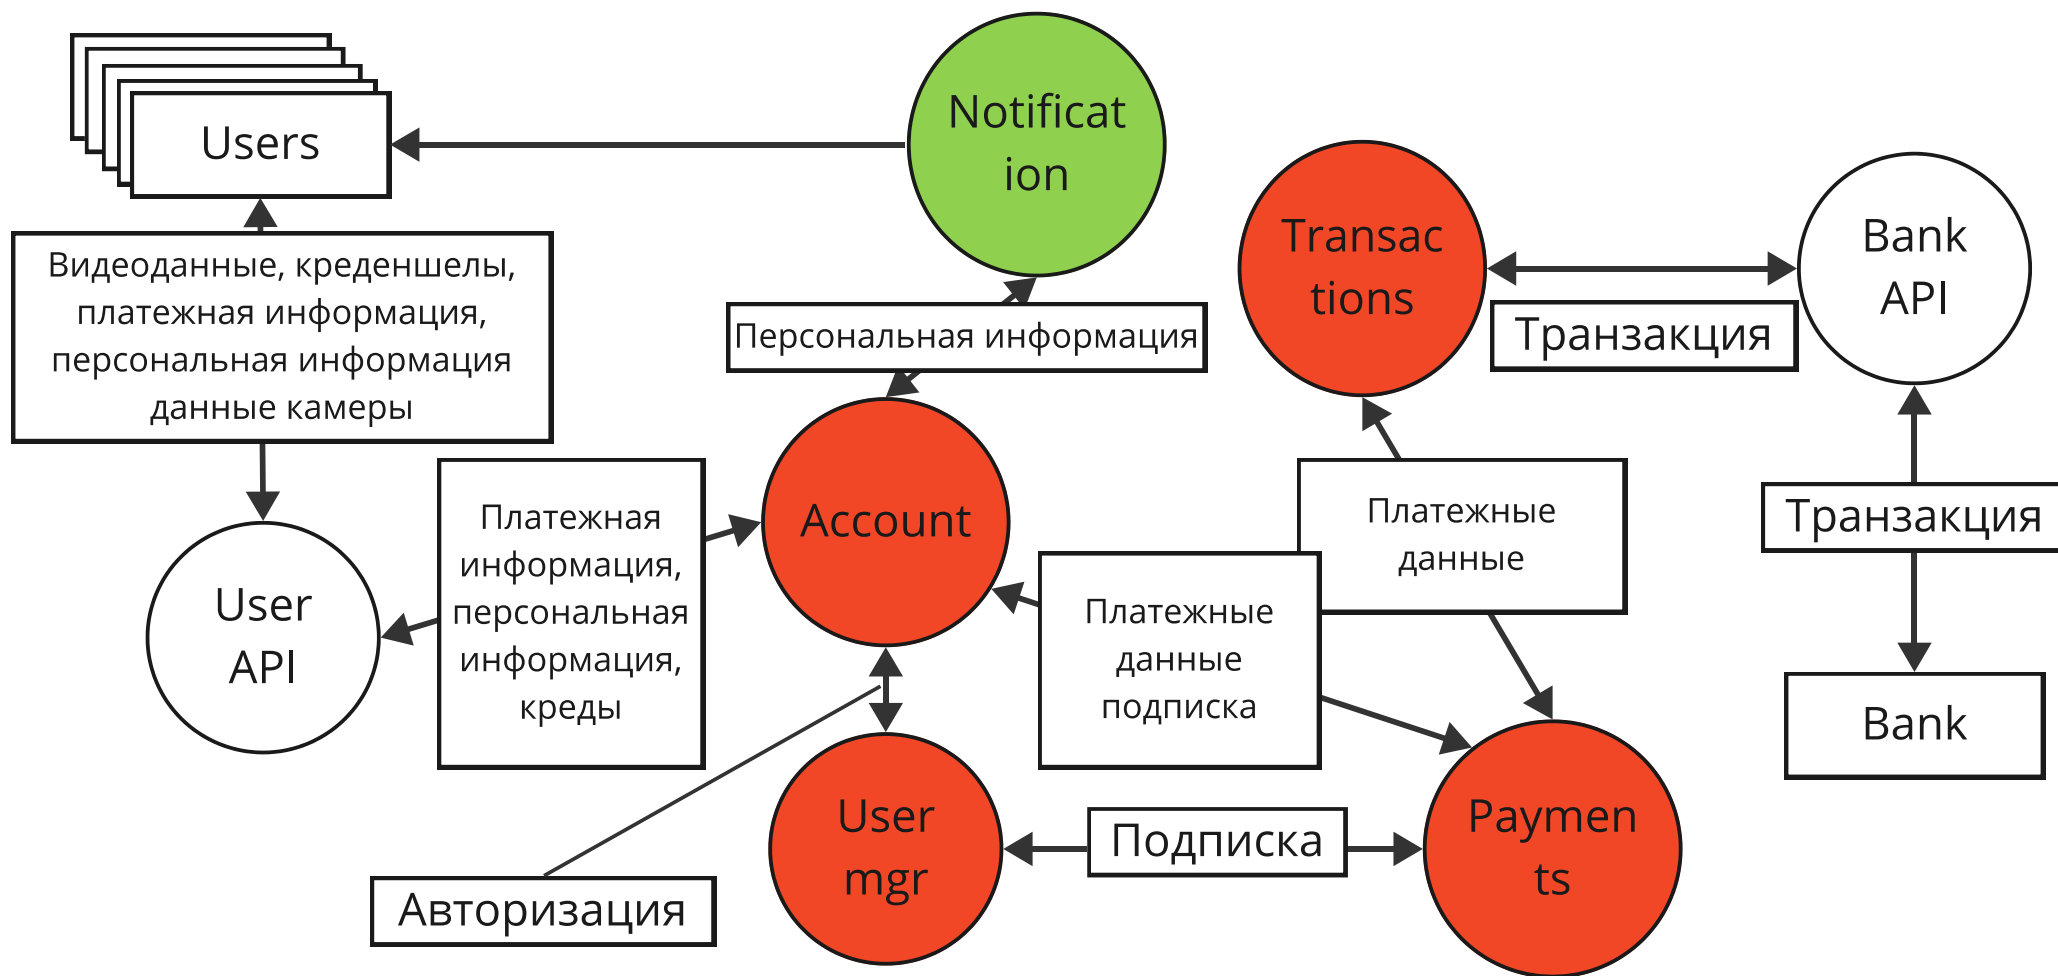 Users
Notificat
ion
Transac
tions
Bank
API
Видеоданные, креденшелы,
платежная информация,
персональная информация
данные камеры
Персональная информация
Транзакция
Платежная
информация,
персональная
информация,
креды
Account
Платежные
данные
Транзакция
User
API
Платежные
данные
подписка
Bank
User
mgr
Подписка
Paymen
ts
Авторизация